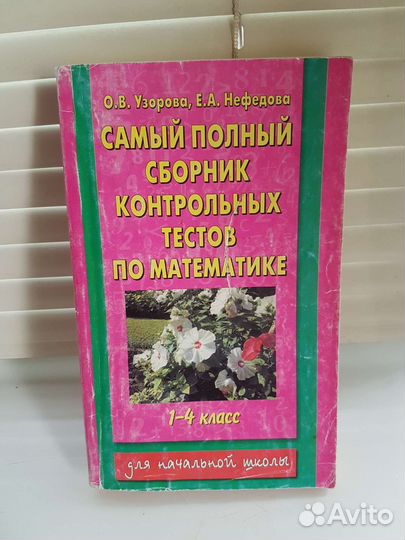 О.В. Узорова, Е.А. Нефедова
САМЫЙ ПОЛНЫЙ
СБОРНИК
КОНТРОЛЬНЫХ
ТЕСТОВ
ПО МАТЕМАТИКЕ
1-4 класс
для начальной школы
Avito